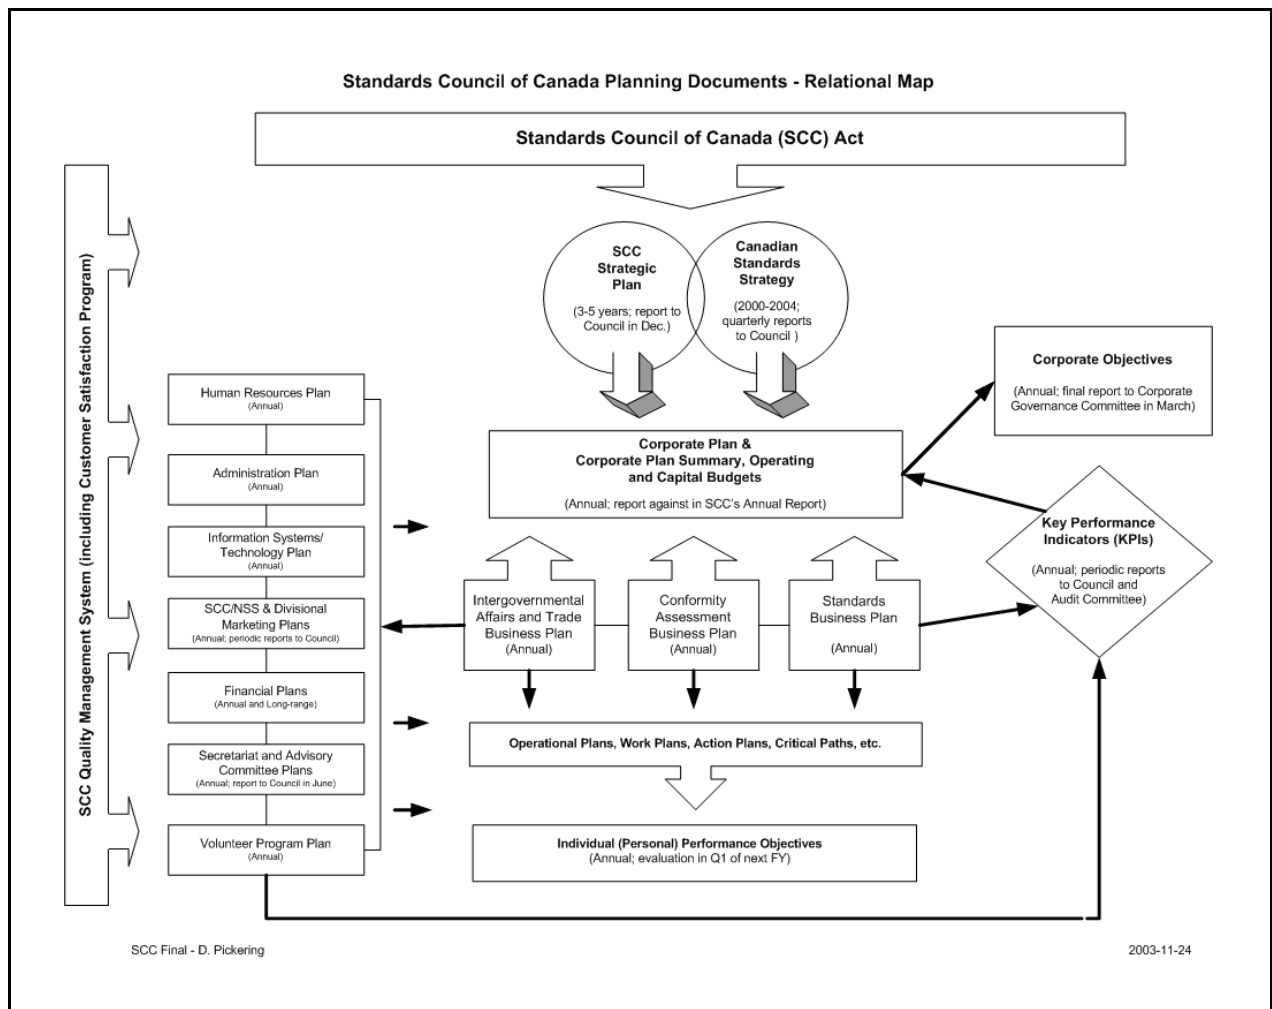 Standards Council of Canada Planning Documents - Relational Map
Standards Council of Canada (SCC) Act
SCC Quality Management System (including Customer Satisfaction Program)
SCC
Strategic
Plan
(3-5 years; report to
Council in Dec.)
Canadian
Standards
Strategy
(2000-2004;
quarterly reports
to Council )
Corporate Objectives
(Annual; final report to Corporate
Governance Committee in March)
Human Resources Plan
(Annual)
Administration Plan
(Annual)
Information Systems/
Technology Plan
(Annual)
SCC/NSS & Divisional
Marketing Plans
(Annual; periodic reports to Council)
Financial Plans
(Annual and Long-range)
Secretariat and Advisory
Committee Plans
(Annual; report to Council in June)
Volunteer Program Plan
(Annual)
Corporate Plan &
Corporate Plan Summary, Operating
and Capital Budgets
(Annual; report against in SCC's Annual Report)
Key Performance
Indicators (KPIs)
(Annual; periodic reports
to Council and
Audit Committee)
Intergovernmental
Affairs and Trade
Business Plan
(Annual)
Conformity
Assessment
Business Plan
(Annual)
Standards
Business Plan
(Annual)
Operational Plans, Work Plans, Action Plans, Critical Paths, etc.
Individual (Personal) Performance Objectives
(Annual; evaluation in Q1 of next FY)
SCC Final - D. Pickering
2003-11-24